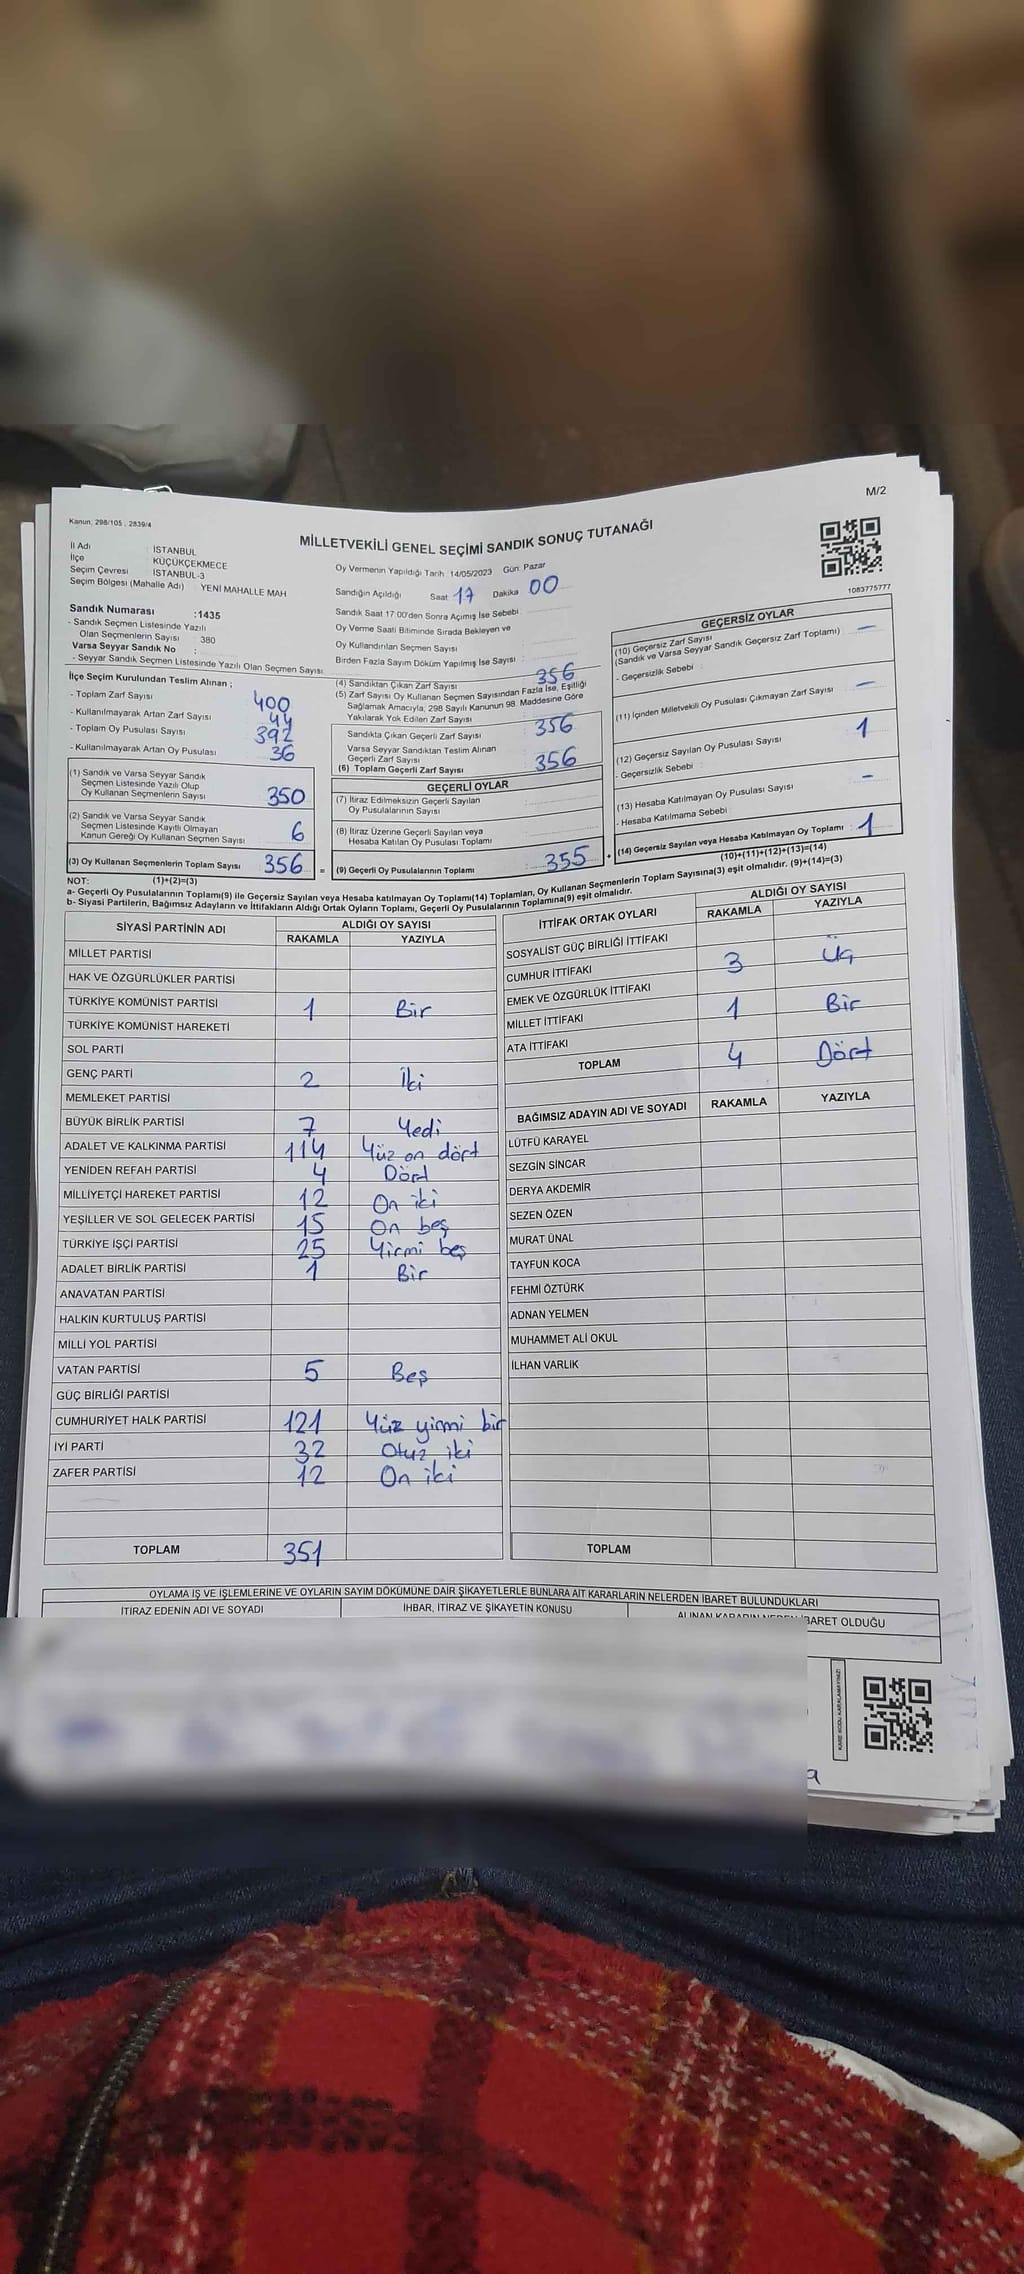 M/2
Kanun, 298/105 , 2839/4
MİLLETVEKİLİ GENEL SEÇİMİ SANDIK SONUÇ TUTANAĞI
1083775777
İl Adı : İSTANBUL
İlçe : KÜÇÜKÇEKMECE
Seçim Çevresi : İSTANBUL-3
Seçim Bölgesi (Mahalle Adı) YENİ MAHALLE MAH
Sandık Numarası :1435
- Sandık Seçmen Listesinde Yazılı
Olan Seçmenlerin Sayısı : 380
Varsa Seyyar Sandık No :
- Seyyar Sandık Seçmen Listesinde Yazılı Olan Seçmen Sayısı
Oy Vermenin Yapıldığı Tarih :14/05/2023 Gün: Pazar
Sandığın Açıldığı Saat 17 Dakika 00
Sandık Saat 17:00'den Sonra Açılmış İse Sebebi
Oy Verme Saati Bitiminde Sırada Bekleyen ve
Oy Kullandırılan Seçmen Sayısı :
Birden Fazla Sayım Döküm Yapılmış İse Sayısı :
İlçe Seçim Kurulundan Teslim Alınan ;
- Toplam Zarf Sayısı 400
- Kullanılmayarak Artan Zarf Sayısı 44
- Toplam Oy Pusulası Sayısı 392
- Kullanılmayarak Artan Oy Pusulası 36
(1) Sandık ve Varsa Seyyar Sandık
Seçmen Listesinde Yazılı Olup
Oy Kullanan Seçmenlerin Sayısı 350
(2) Sandık ve Varsa Seyyar Sandık
Seçmen Listesinde Kayıtlı Olmayan
Kanun Gereği Oy Kullanan Seçmen Sayısı 6
(3) Oy Kullanan Seçmenlerin Toplam Sayısı 356 =
(4) Sandıktan Çıkan Zarf Sayısı 356
(5) Zarf Sayısı Oy Kullanan Seçmen Sayısından Fazla İse, Eşitliği
Sağlamak Amacıyla, 298 Sayılı Kanunun 98. Maddesine Göre
Yakılarak Yok Edilen Zarf Sayısı
Sandıkta Çıkan Geçerli Zarf Sayısı 356
Varsa Seyyar Sandıktan Teslim Alınan
Geçerli Zarf Sayısı
(6) Toplam Geçerli Zarf Sayısı 356
GEÇERLİ OYLAR
(7) İtiraz Edilmeksizin Geçerli Sayılan
Oy Pusulalarının Sayısı
(8) İtiraz Üzerine Geçerli Sayılan veya
Hesaba Katılan Oy Pusulası Toplamı
(9) Geçerli Oy Pusulalarının Toplamı : 355 +
GEÇERSİZ OYLAR
(10) Geçersiz Zarf Sayısı
(Sandık ve Varsa Seyyar Sandık Geçersiz Zarf Toplamı) : –
- Geçersizlik Sebebi :
(11) İçinden Milletvekili Oy Pusulası Çıkmayan Zarf Sayısı –
(12) Geçersiz Sayılan Oy Pusulası Sayısı 1
- Geçersizlik Sebebi :
(13) Hesaba Katılmayan Oy Pusulası Sayısı –
- Hesaba Katılmama Sebebi
(14) Geçersiz Sayılan veya Hesaba Katılmayan Oy Toplamı : 1
(10)+(11)+(12)+(13)=(14)
NOT: (1)+(2)=(3)
a- Geçerli Oy Pusulalarının Toplamı(9) ile Geçersiz Sayılan veya Hesaba katılmayan Oy Toplamı(14) Toplamları, Oy Kullanan Seçmenlerin Toplam Sayısına(3) eşit olmalıdır. (9)+(14)=(3)
b- Siyasi Partilerin, Bağımsız Adayların ve İttifakların Aldığı Ortak Oyların Toplamı, Geçerli Oy Pusulalarının Toplamına(9) eşit olmalıdır.
SİYASİ PARTİNİN ADI ALDIĞI OY SAYISI
RAKAMLA YAZIYLA
MİLLET PARTİSİ
HAK VE ÖZGÜRLÜKLER PARTİSİ
TÜRKİYE KOMÜNİST PARTİSİ 1 Bir
TÜRKİYE KOMÜNİST HAREKETİ
SOL PARTİ
GENÇ PARTİ 2 İki
MEMLEKET PARTİSİ
BÜYÜK BİRLİK PARTİSİ 7 Yedi
ADALET VE KALKINMA PARTİSİ 114 Yüz on dört
YENİDEN REFAH PARTİSİ 4 Dört
MİLLİYETÇİ HAREKET PARTİSİ 12 On iki
YEŞİLLER VE SOL GELECEK PARTİSİ 15 On beş
TÜRKİYE İŞÇİ PARTİSİ 25 Yirmi beş
ADALET BİRLİK PARTİSİ 1 Bir
ANAVATAN PARTİSİ
HALKIN KURTULUŞ PARTİSİ
MİLLİ YOL PARTİSİ
VATAN PARTİSİ 5 Beş
GÜÇ BİRLİĞİ PARTİSİ
CUMHURİYET HALK PARTİSİ 121 Yüz yirmi bir
İYİ PARTİ 32 Otuz iki
ZAFER PARTİSİ 12 On iki
TOPLAM 351
İTTİFAK ORTAK OYLARI ALDIĞI OY SAYISI
RAKAMLA YAZIYLA
SOSYALİST GÜÇ BİRLİĞİ İTTİFAKI
CUMHUR İTTİFAKI 3 Üç
EMEK VE ÖZGÜRLÜK İTTİFAKI
MİLLET İTTİFAKI 1 Bir
ATA İTTİFAKI
TOPLAM 4 Dört
BAĞIMSIZ ADAYIN ADI VE SOYADI RAKAMLA YAZIYLA
LÜTFÜ KARAYEL
SEZGİN SİNCAR
DERYA AKDEMİR
SEZEN ÖZEN
MURAT ÜNAL
TAYFUN KOCA
FEHMİ ÖZTÜRK
ADNAN YELMEN
MUHAMMET ALİ OKUL
İLHAN VARLIK
TOPLAM
OYLAMA İŞ VE İŞLEMLERİNE VE OYLARIN SAYIM DÖKÜMÜNE DAİR ŞİKAYETLERLE BUNLARA AİT KARARLARIN NELERDEN İBARET BULUNDUKLARI
İTİRAZ EDENİN ADI VE SOYADI İHBAR, İTİRAZ VE ŞİKAYETİN KONUSU ALINAN KARARIN NEDEN İBARET OLDUĞU
KARE KODU KARALAMAYINIZ!